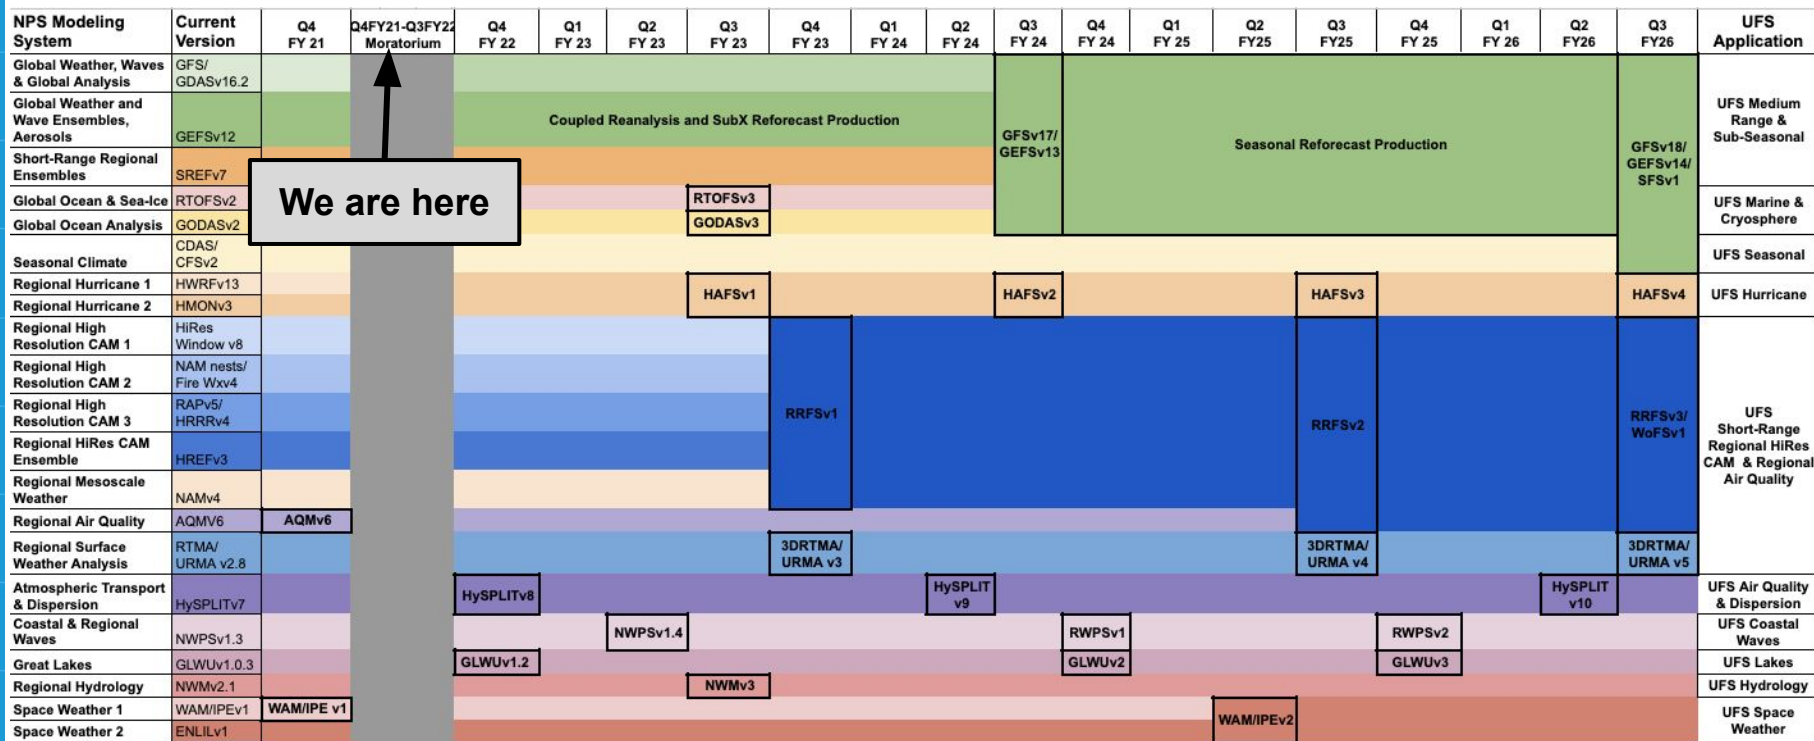 NPS Modeling System
Current Version
Q4 FY 21
Q4FY21-Q3FY22 Moratorium
Q4 FY 22
Q1 FY 23
Q2 FY 23
Q3 FY 23
Q4 FY 23
Q1 FY 24
Q2 FY 24
Q3 FY 24
Q4 FY 24
Q1 FY 25
Q2 FY25
Q3 FY25
Q4 FY 25
Q1 FY 26
Q2 FY26
Q3 FY26
UFS Application
Global Weather, Waves & Global Analysis
GFS/ GDASv16.2
Global Weather and Wave Ensembles, Aerosols
GEFSv12
Coupled Reanalysis and SubX Reforecast Production
GFSv17/ GEFSv13
Seasonal Reforecast Production
GFSv18/ GEFSv14/ SFSv1
UFS Medium Range & Sub-Seasonal
Short-Range Regional Ensembles
SREFv7
We are here
Global Ocean & Sea-Ice
RTOFSv2
RTOFSv3
UFS Marine & Cryosphere
Global Ocean Analysis
GODASv2
GODASv3
Seasonal Climate
CDAS/ CFSv2
UFS Seasonal
Regional Hurricane 1
HWRFv13
HAFSv1
HAFSv2
HAFSv3
HAFSv4
UFS Hurricane
Regional Hurricane 2
HMONv3
Regional High Resolution CAM 1
HiRes Window v8
Regional High Resolution CAM 2
NAM nests/ Fire Wxv4
Regional High Resolution CAM 3
RAPv5/ HRRRv4
RRFSv1
RRFSv2
RRFSv3/ WoFSv1
UFS Short-Range Regional HiRes CAM & Regional Air Quality
Regional HiRes CAM Ensemble
HREFv3
Regional Mesoscale Weather
NAMv4
Regional Air Quality
AQMV6
AQMv6
Regional Surface Weather Analysis
RTMA/ URMA v2.8
3DRTMA/ URMA v3
3DRTMA/ URMA v4
3DRTMA/ URMA v5
Atmospheric Transport & Dispersion
HySPLITv7
HySPLITv8
HySPLIT v9
HySPLIT v10
UFS Air Quality & Dispersion
Coastal & Regional Waves
NWPSv1.3
NWPSv1.4
RWPSv1
RWPSv2
UFS Coastal Waves
Great Lakes
GLWUv1.0.3
GLWUv1.2
GLWUv2
GLWUv3
UFS Lakes
Regional Hydrology
NWMv2.1
NWMv3
UFS Hydrology
Space Weather 1
WAM/IPEv1
WAM/IPE v1
WAM/IPEv2
UFS Space Weather
Space Weather 2
ENLILv1